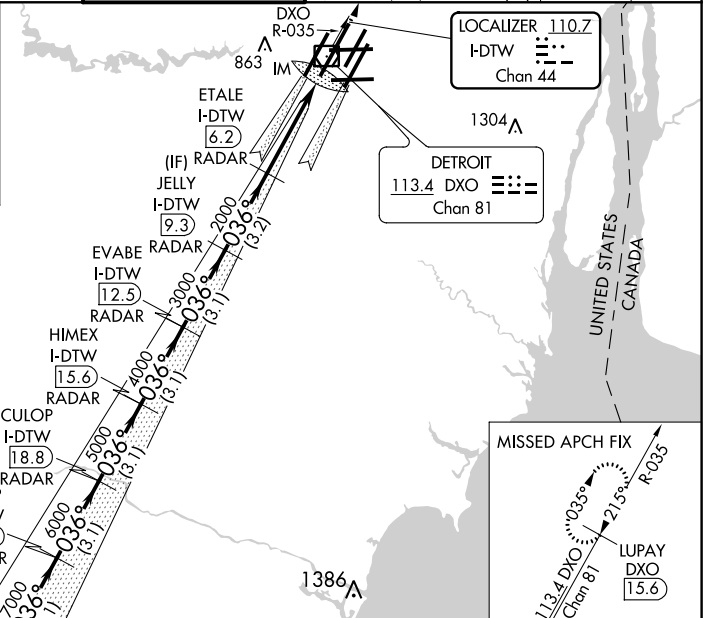 DXO
R-035
LOCALIZER 110.7
I-DTW
Chan 44
863
IM
ETALE
I-DTW
6.2
RADAR
1304
DETROIT
113.4 DXO
Chan 81
(IF)
JELLY
I-DTW
9.3
RADAR
2000
036°
(3.2)
EVABE
I-DTW
12.5
RADAR
3000
036°
(3.1)
UNITED STATES
CANADA
HIMEX
I-DTW
15.6
RADAR
4000
036°
(3.1)
CULOP
I-DTW
18.8
RADAR
5000
036°
(3.1)
6000
036°
(3.1)
7000
036°
MISSED APCH FIX
R-035
035°
215°
LUPAY
DXO
15.6
113.4 DXO
Chan 81
1386